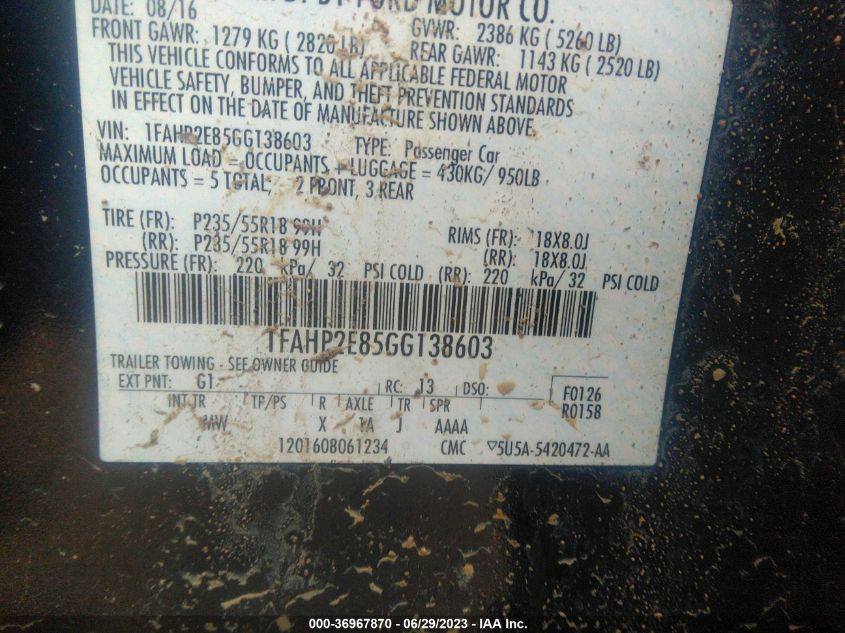 BY FORD MOTOR CO.
DATE: 08/16 GVWR: 2386 KG ( 5260 LB)
FRONT GAWR: 1279 KG ( 2820 LB) REAR GAWR: 1143 KG ( 2520 LB)
THIS VEHICLE CONFORMS TO ALL APPLICABLE FEDERAL MOTOR
VEHICLE SAFETY, BUMPER, AND THEFT PREVENTION STANDARDS
IN EFFECT ON THE DATE OF MANUFACTURE SHOWN ABOVE.
VIN: 1FAHP2E85GG138603 TYPE: Passenger Car
MAXIMUM LOAD = OCCUPANTS + LUGGAGE = 430KG/ 950LB
OCCUPANTS = 5 TOTAL; 2 FRONT, 3 REAR
TIRE (FR): P235/55R18 99H RIMS (FR): 18X8.0J
(RR): P235/55R18 99H (RR): 18X8.0J
PRESSURE (FR): 220 kPa/ 32 PSI COLD (RR): 220 kPa/ 32 PSI COLD
1FAHP2E85GG138603
TRAILER TOWING - SEE OWNER GUIDE
EXT PNT: G1 RC: 13 DSO: F0126
R0158
INT TR TP/PS R AXLE TR SPR
MW X 1A J AAAA
1201608061234 CMC ▽5U5A-5420472-AA
000-36967870 - 06/29/2023 - IAA Inc.